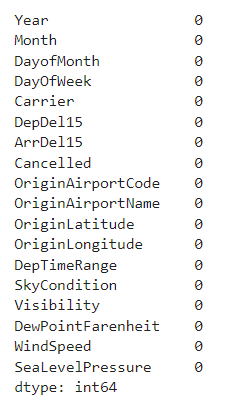 Year 0
Month 0
DayofMonth 0
DayOfWeek 0
Carrier 0
DepDel15 0
ArrDel15 0
Cancelled 0
OriginAirportCode 0
OriginAirportName 0
OriginLatitude 0
OriginLongitude 0
DepTimeRange 0
SkyCondition 0
Visibility 0
DewPointFarenheit 0
WindSpeed 0
SeaLevelPressure 0
dtype: int64